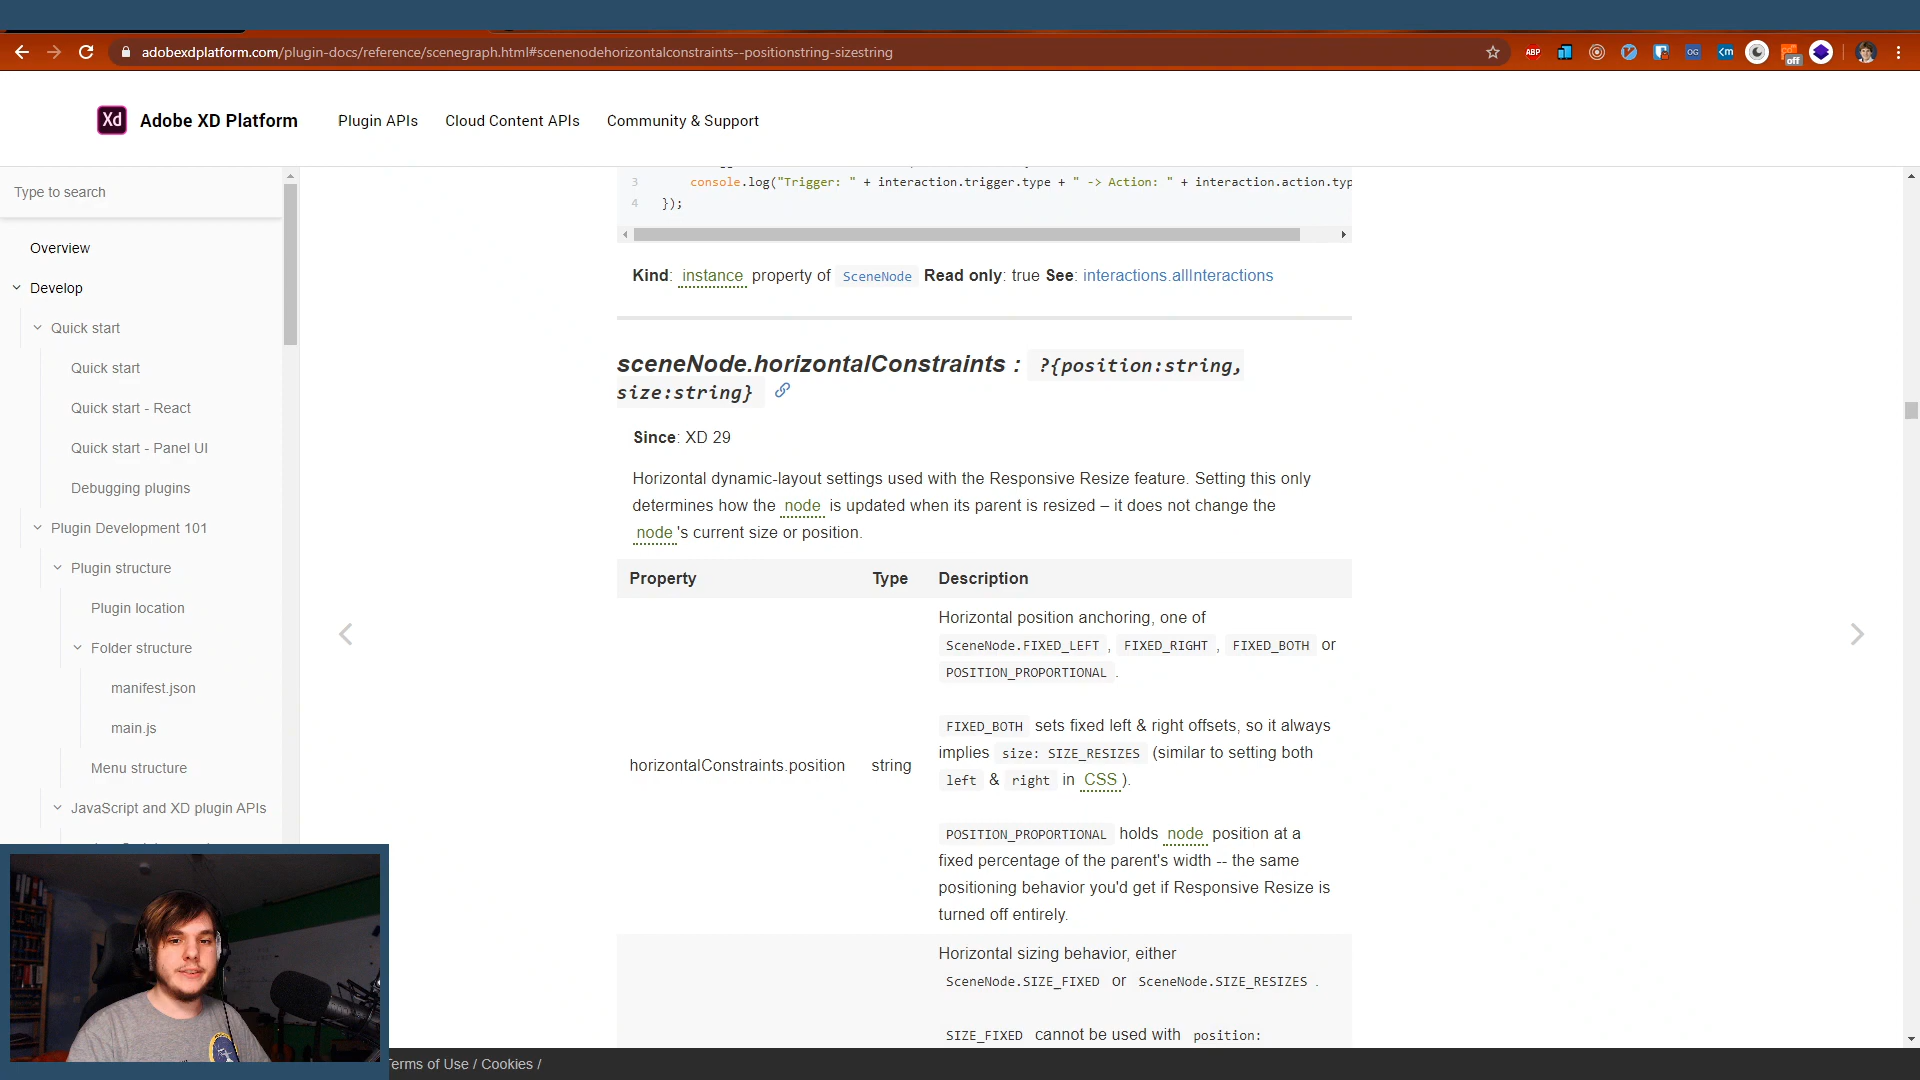 adobexdplatform.com/plugin-docs/reference/scenegraph.html#scenenodehorizontalconstraints--positionstring-sizestring
ABP
OG
<m
off
Xd
Adobe XD Platform
Plugin APIs
Cloud Content APIs
Community & Support
Type to search
Overview
Develop
Quick start
Quick start
Quick start - React
Quick start - Panel UI
Debugging plugins
Plugin Development 101
Plugin structure
Plugin location
Folder structure
manifest.json
main.js
Menu structure
JavaScript and XD plugin APIs
3 console.log("Trigger: " + interaction.trigger.type + " -> Action: " + interaction.action.typ
4 });
Kind: instance property of SceneNode Read only: true See: interactions.allInteractions
sceneNode.horizontalConstraints : ?{position:string,
size:string}
Since: XD 29
Horizontal dynamic-layout settings used with the Responsive Resize feature. Setting this only
determines how the node is updated when its parent is resized – it does not change the
node's current size or position.
Property Type Description
Horizontal position anchoring, one of
SceneNode.FIXED_LEFT , FIXED_RIGHT , FIXED_BOTH or
POSITION_PROPORTIONAL .
FIXED_BOTH sets fixed left & right offsets, so it always
implies size: SIZE_RESIZES (similar to setting both
horizontalConstraints.position string
left & right in CSS).
POSITION_PROPORTIONAL holds node position at a
fixed percentage of the parent's width -- the same
positioning behavior you'd get if Responsive Resize is
turned off entirely.
Horizontal sizing behavior, either
SceneNode.SIZE_FIXED or SceneNode.SIZE_RESIZES .
SIZE_FIXED cannot be used with position:
erms of Use / Cookies /